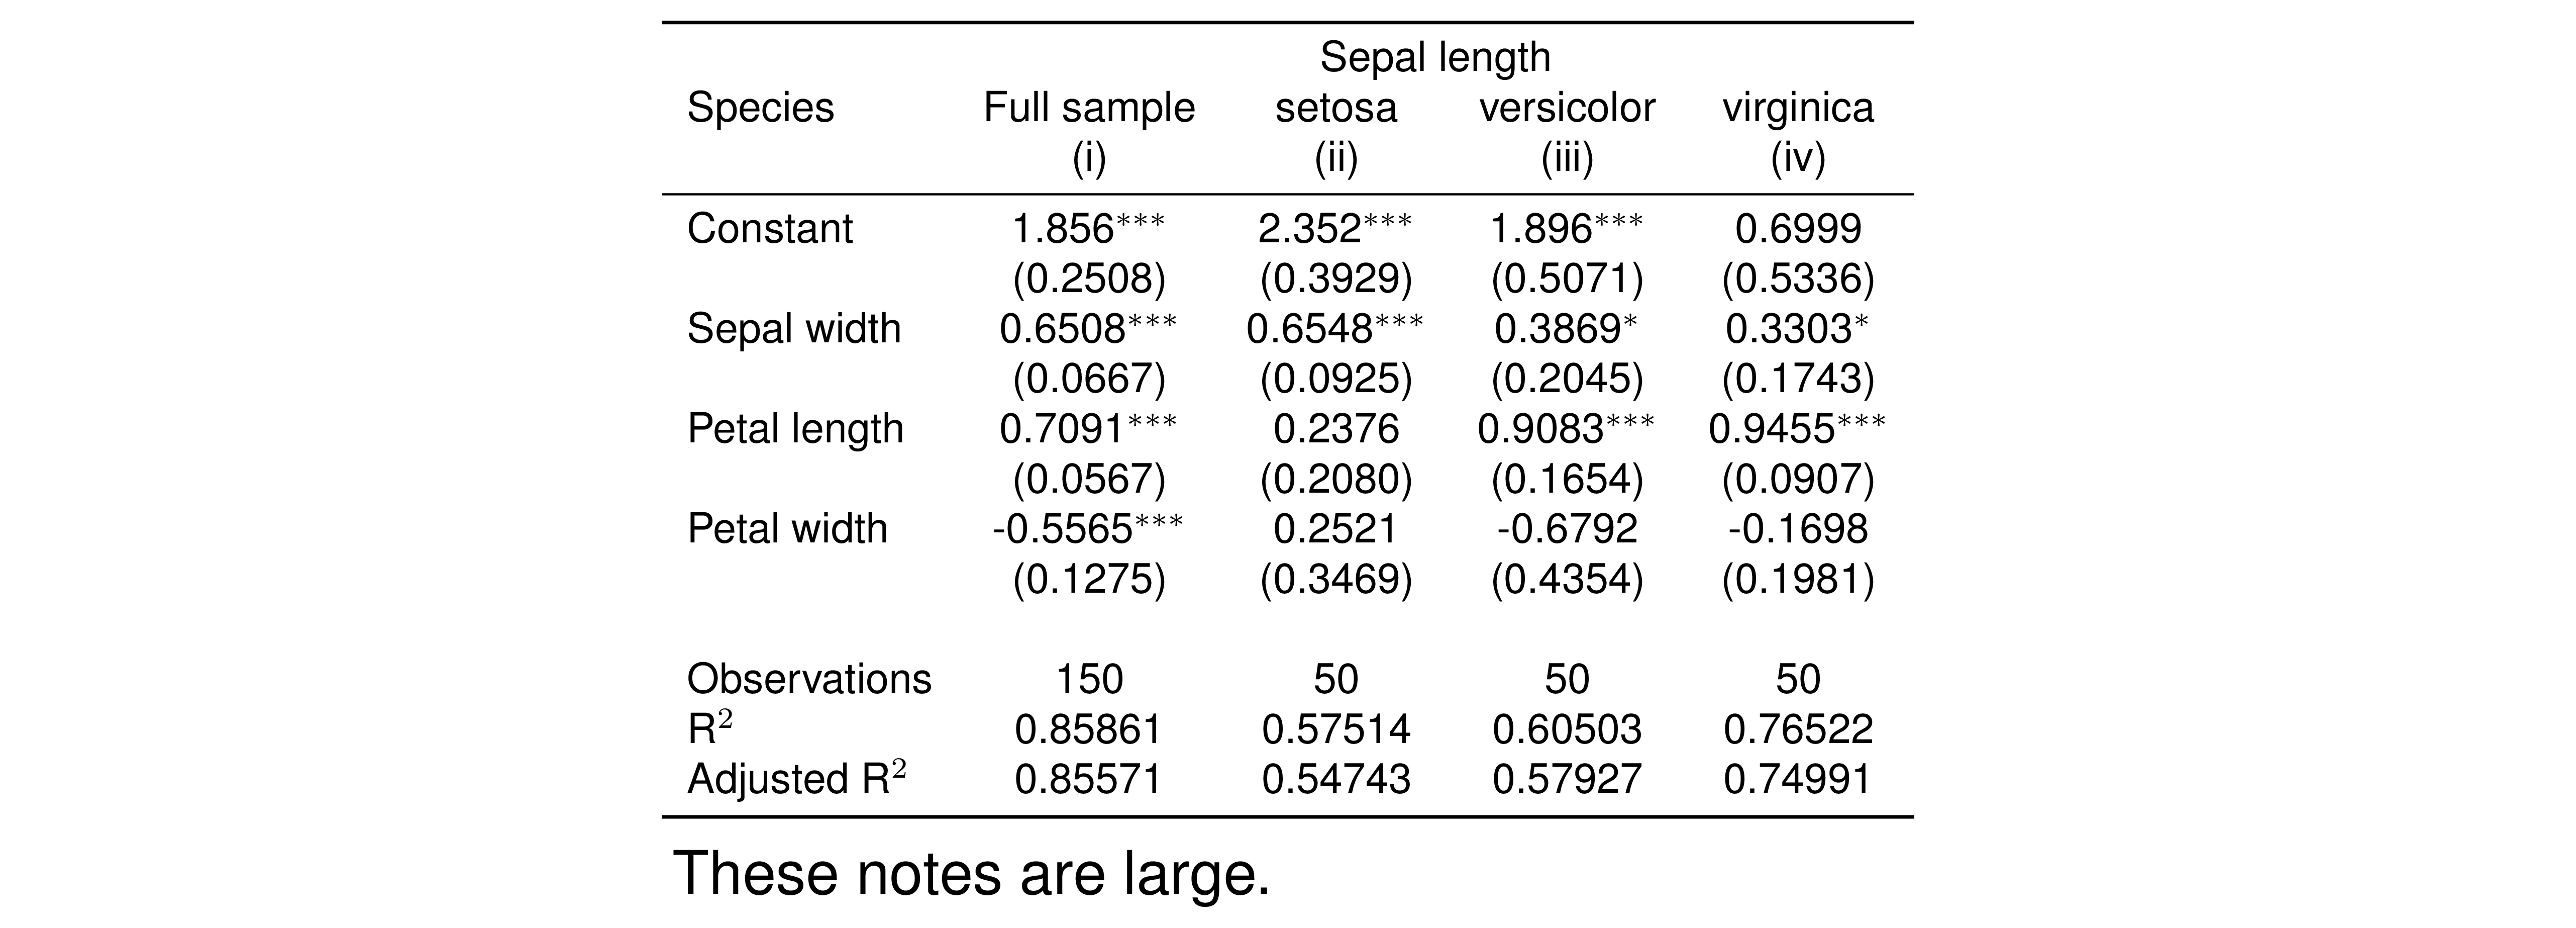 Sepal length
Species Full sample setosa versicolor virginica
(i) (ii) (iii) (iv)
Constant 1.856*** 2.352*** 1.896*** 0.6999
(0.2508) (0.3929) (0.5071) (0.5336)
Sepal width 0.6508*** 0.6548*** 0.3869* 0.3303*
(0.0667) (0.0925) (0.2045) (0.1743)
Petal length 0.7091*** 0.2376 0.9083*** 0.9455***
(0.0567) (0.2080) (0.1654) (0.0907)
Petal width -0.5565*** 0.2521 -0.6792 -0.1698
(0.1275) (0.3469) (0.4354) (0.1981)
Observations 150 50 50 50
R² 0.85861 0.57514 0.60503 0.76522
Adjusted R² 0.85571 0.54743 0.57927 0.74991
These notes are large.